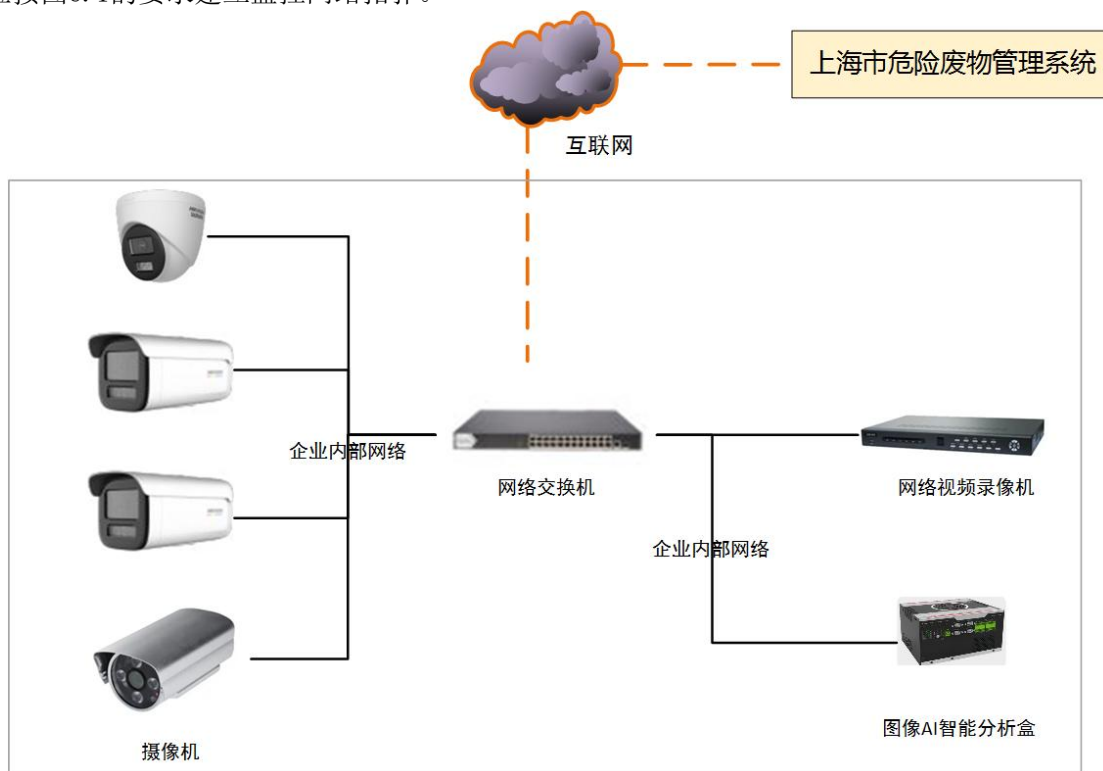 上海市危险废物管理系统
互联网
企业内部网络
网络交换机
网络视频录像机
企业内部网络
图像AI智能分析盒
摄像机